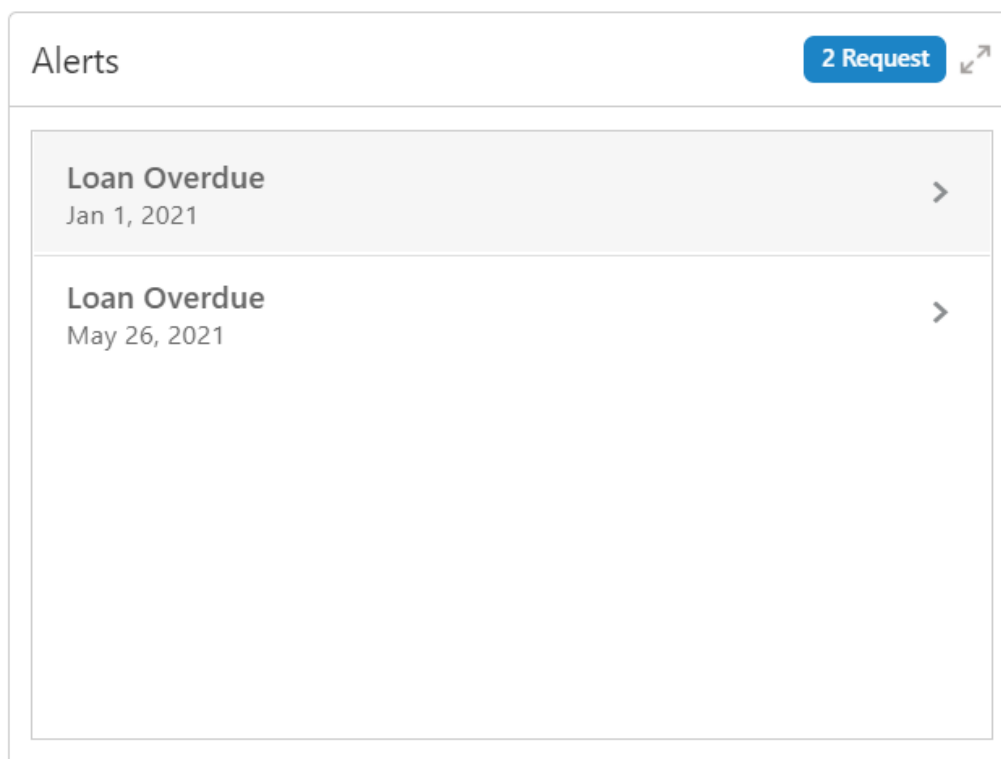 Alerts
2 Request
Loan Overdue
Jan 1, 2021
Loan Overdue
May 26, 2021